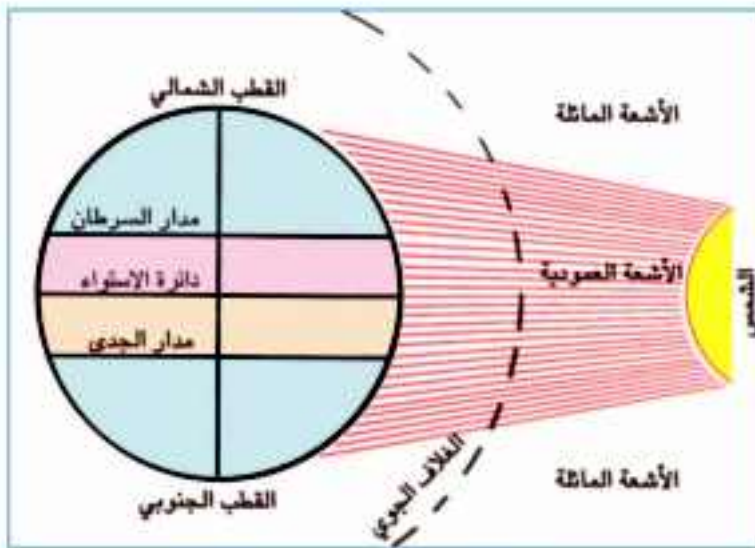 القطب الشمالي
الأشعة المائلة
مدار السرطان
دائرة الاستواء
الأشعة العمودية
الشمس
مدار الجدي
الغلاف الجوي
الأشعة المائلة
القطب الجنوبي